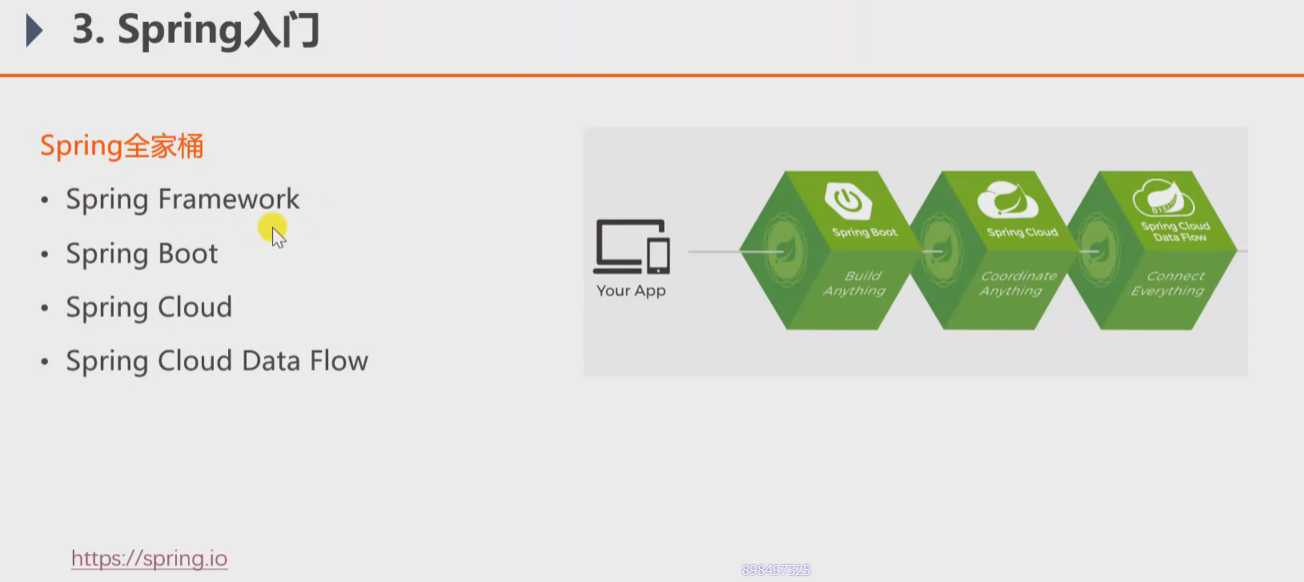 3. Spring入门
Spring全家桶
• Spring Framework
• Spring Boot
• Spring Cloud
• Spring Cloud Data Flow
Your App
Spring Boot
Build
Anything
Spring Cloud
Coordinate
Anything
Spring Cloud
Data Flow
Connect
Everything
https://spring.io
898497325